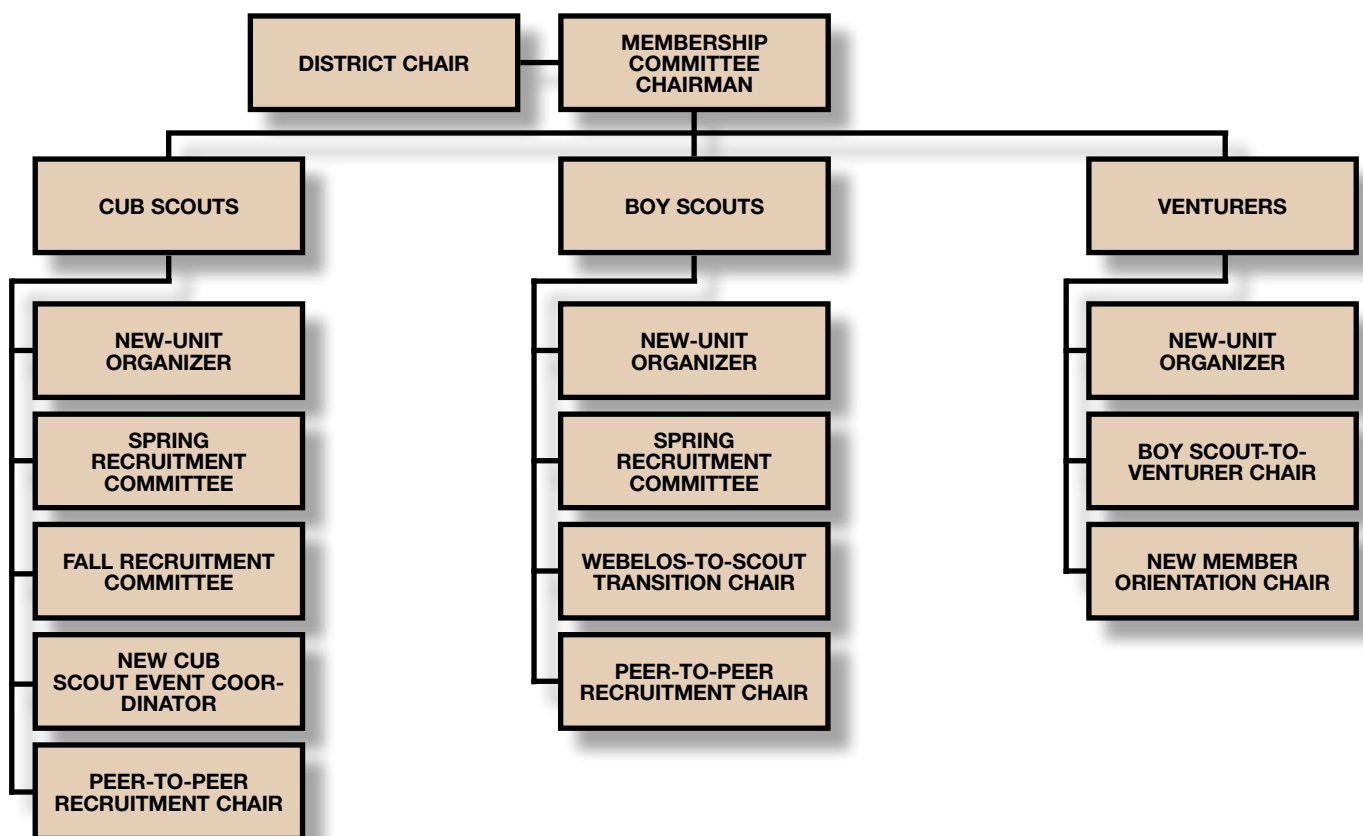 DISTRICT CHAIR
MEMBERSHIP
COMMITTEE
CHAIRMAN
CUB SCOUTS
BOY SCOUTS
VENTURERS
NEW-UNIT
ORGANIZER
SPRING
RECRUITMENT
COMMITTEE
FALL RECRUITMENT
COMMITTEE
NEW CUB
SCOUT EVENT COOR-
DINATOR
PEER-TO-PEER
RECRUITMENT CHAIR
NEW-UNIT
ORGANIZER
SPRING
RECRUITMENT
COMMITTEE
WEBELOS-TO-SCOUT
TRANSITION CHAIR
PEER-TO-PEER
RECRUITMENT CHAIR
NEW-UNIT
ORGANIZER
BOY SCOUT-TO-
VENTURER CHAIR
NEW MEMBER
ORIENTATION CHAIR